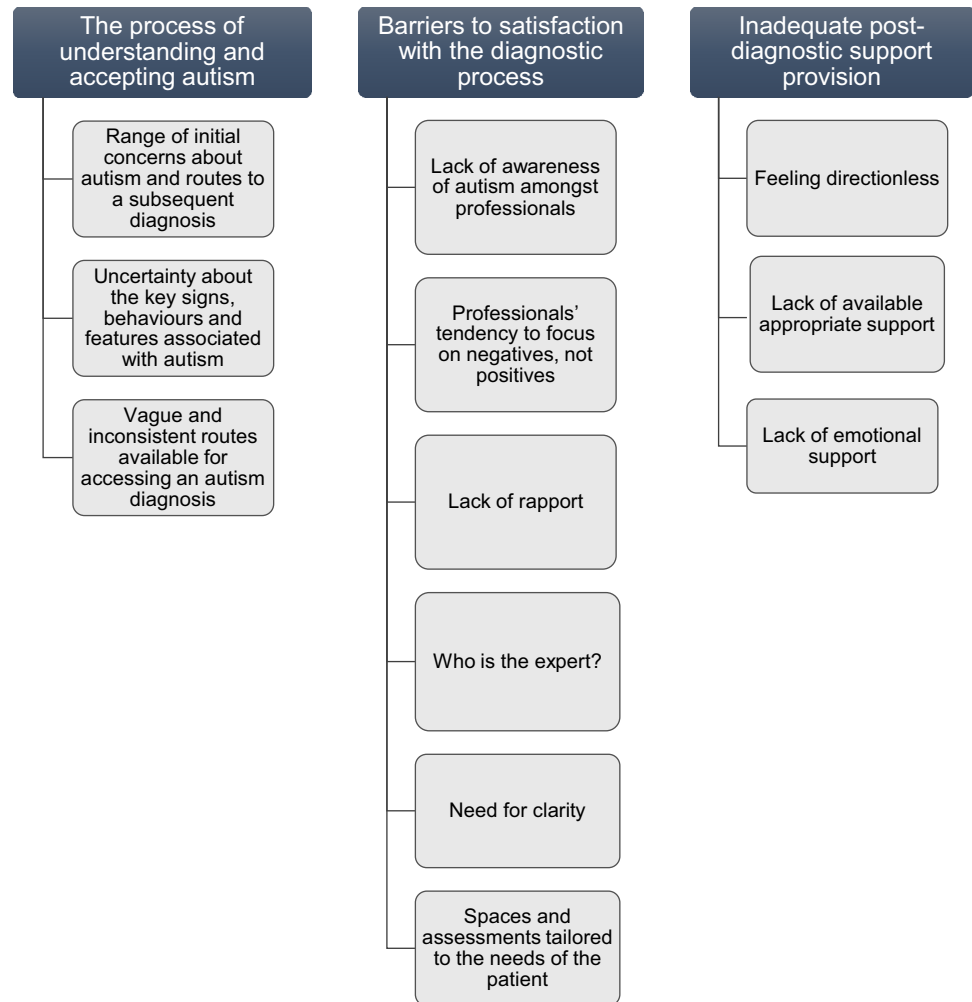 The process of
understanding and
accepting autism
Range of initial
concerns about
autism and routes to
a subsequent
diagnosis
Uncertainty about
the key signs,
behaviours and
features associated
with autism
Vague and
inconsistent routes
available for
accessing an autism
diagnosis
Barriers to satisfaction
with the diagnostic
process
Lack of awareness
of autism amongst
professionals
Professionals’
tendency to focus
on negatives, not
positives
Lack of rapport
Who is the expert?
Need for clarity
Spaces and
assessments tailored
to the needs of the
patient
Inadequate post-
diagnostic support
provision
Feeling directionless
Lack of available
appropriate support
Lack of emotional
support